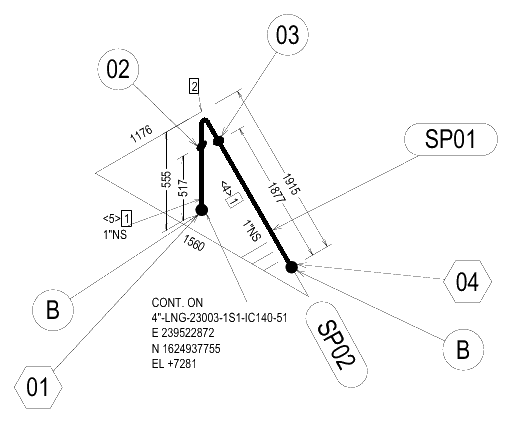 03
02
2
1176
SP01
555
517
<4>1
1877
1915
<5>1
1"NS
1"NS
1560
04
B
CONT. ON
4"-LNG-23003-1S1-IC140-51
E 239522872
N 1624937755
EL +7281
SP02
B
01